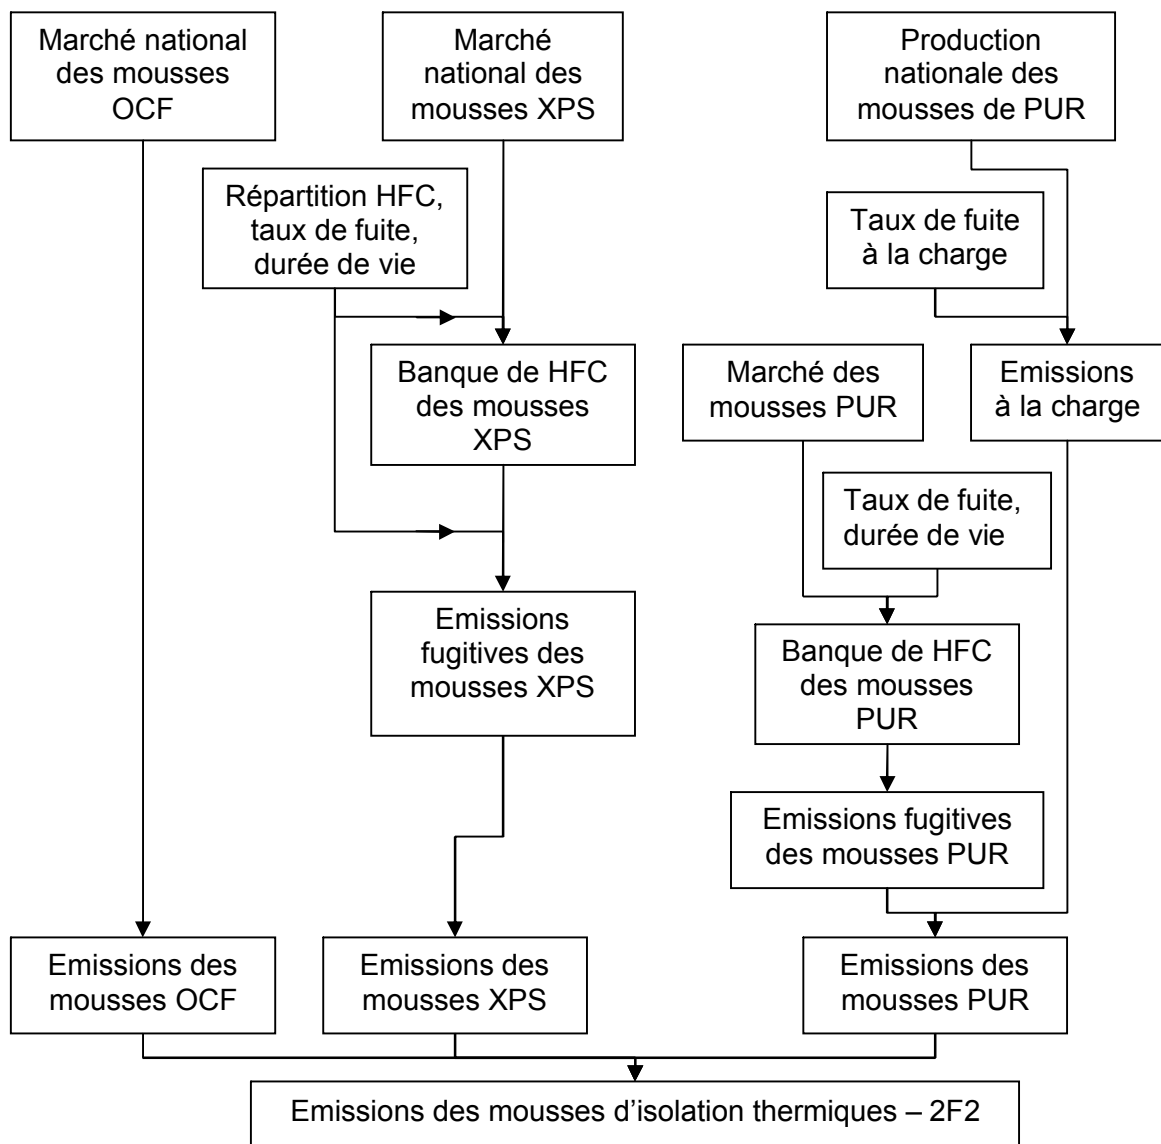 Marché national
des mousses
OCF
Marché
national des
mousses XPS
Production
nationale des
mousses de PUR
Répartition HFC,
taux de fuite,
durée de vie
Taux de fuite
à la charge
Banque de HFC
des mousses
XPS
Marché des
mousses PUR
Emissions
à la charge
Taux de fuite,
durée de vie
Emissions
fugitives des
mousses XPS
Banque de HFC
des mousses
PUR
Emissions fugitives
des mousses PUR
Emissions des
mousses OCF
Emissions des
mousses XPS
Emissions des
mousses PUR
Emissions des mousses d’isolation thermiques – 2F2